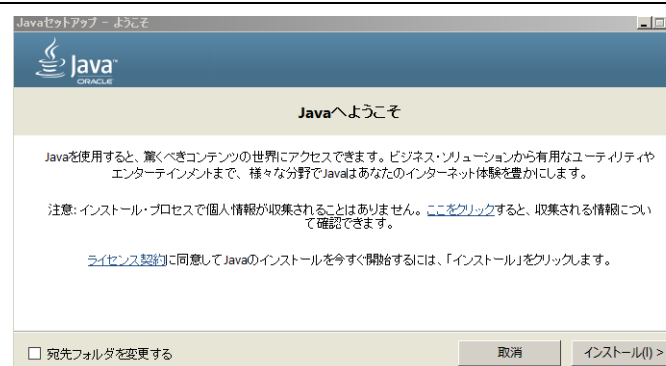 Javaセットアップ - ようこそ
Java™
ORACLE
Javaへようこそ
Javaを使用すると、驚くべきコンテンツの世界にアクセスできます。ビジネス・ソリューションから有用なユーティリティや
エンターテインメントまで、様々な分野でJavaはあなたのインターネット体験を豊かにします。
注意: インストール・プロセスで個人情報が収集されることはありません。ここをクリックすると、収集される情報につい
て確認できます。
ライセンス契約に同意してJavaのインストールを今すぐ開始するには、「インストール」をクリックします。
宛先フォルダを変更する
取消
インストール(I) >